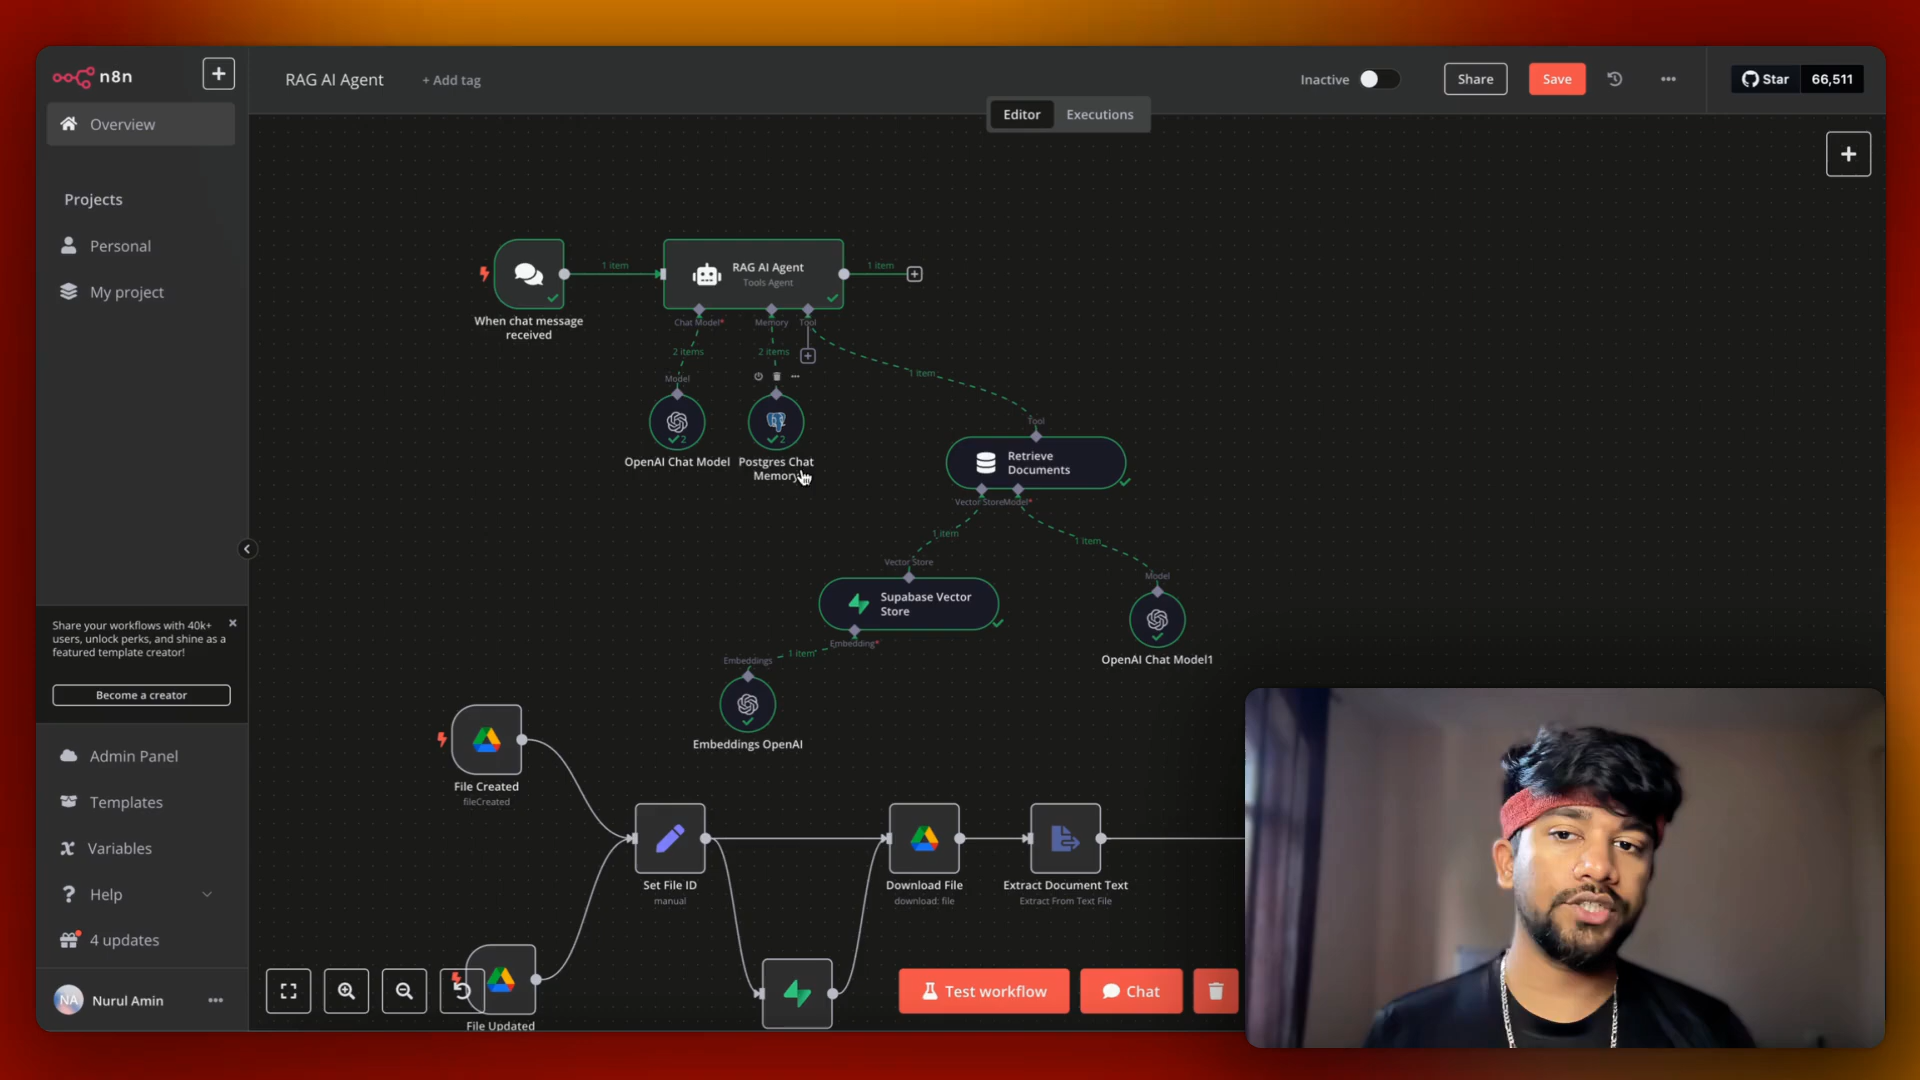 n8n
RAG AI Agent
+ Add tag
Inactive
Share
Save
Star
66,511
Editor
Executions
Overview
Projects
Personal
My project
1 item
RAG AI Agent
Tools Agent
1 item
When chat message
received
Chat Model*
Memory
Tool
2 items
2 items
1 item
Model
2
2
OpenAI Chat Model
Postgres Chat
Memory
Tool
Retrieve
Documents
Vector Store
Model*
1 item
1 item
Vector Store
Model
Supabase Vector
Store
OpenAI Chat Model1
Embedding*
1 item
Embeddings
Embeddings OpenAI
Share your workflows with 40k+
users, unlock perks, and shine as a
featured template creator!
Become a creator
Admin Panel
Templates
Variables
Help
4 updates
NA
Nurul Amin
File Created
fileCreated
Set File ID
manual
Download File
download: file
Extract Document Text
Extract From Text File
File Updated
Test workflow
Chat